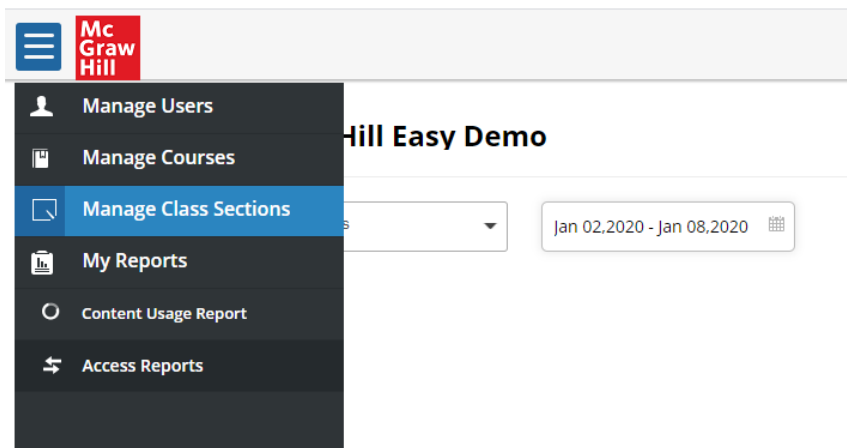 Mc
Graw
Hill
Manage Users
Hill Easy Demo
Manage Courses
Manage Class Sections
s
Jan 02,2020 - Jan 08,2020
My Reports
Content Usage Report
Access Reports